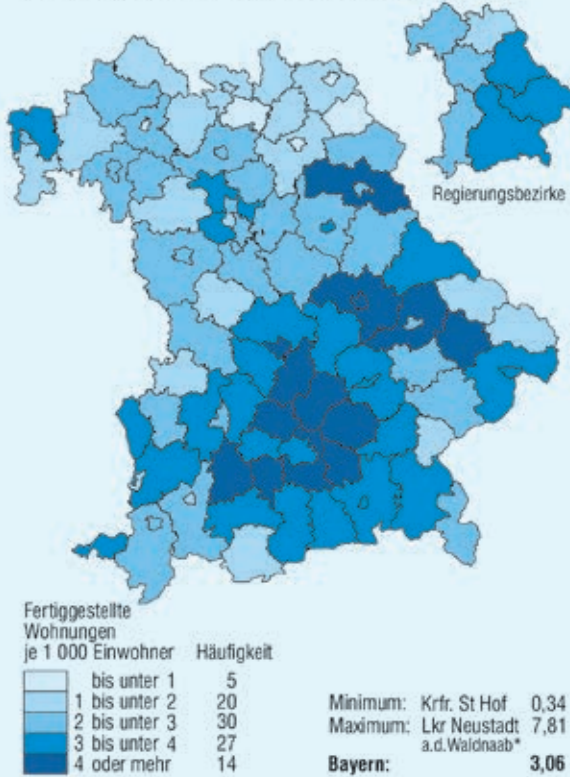 Regierungsbezirke
Fertiggestellte
Wohnungen
je 1 000 Einwohner Häufigkeit
bis unter 1 5
1 bis unter 2 20
2 bis unter 3 30
3 bis unter 4 27
4 oder mehr 14
Minimum: Krfr. St Hof 0,34
Maximum: Lkr Neustadt 7,81
a.d.Waldnaab*
Bayern: 3,06